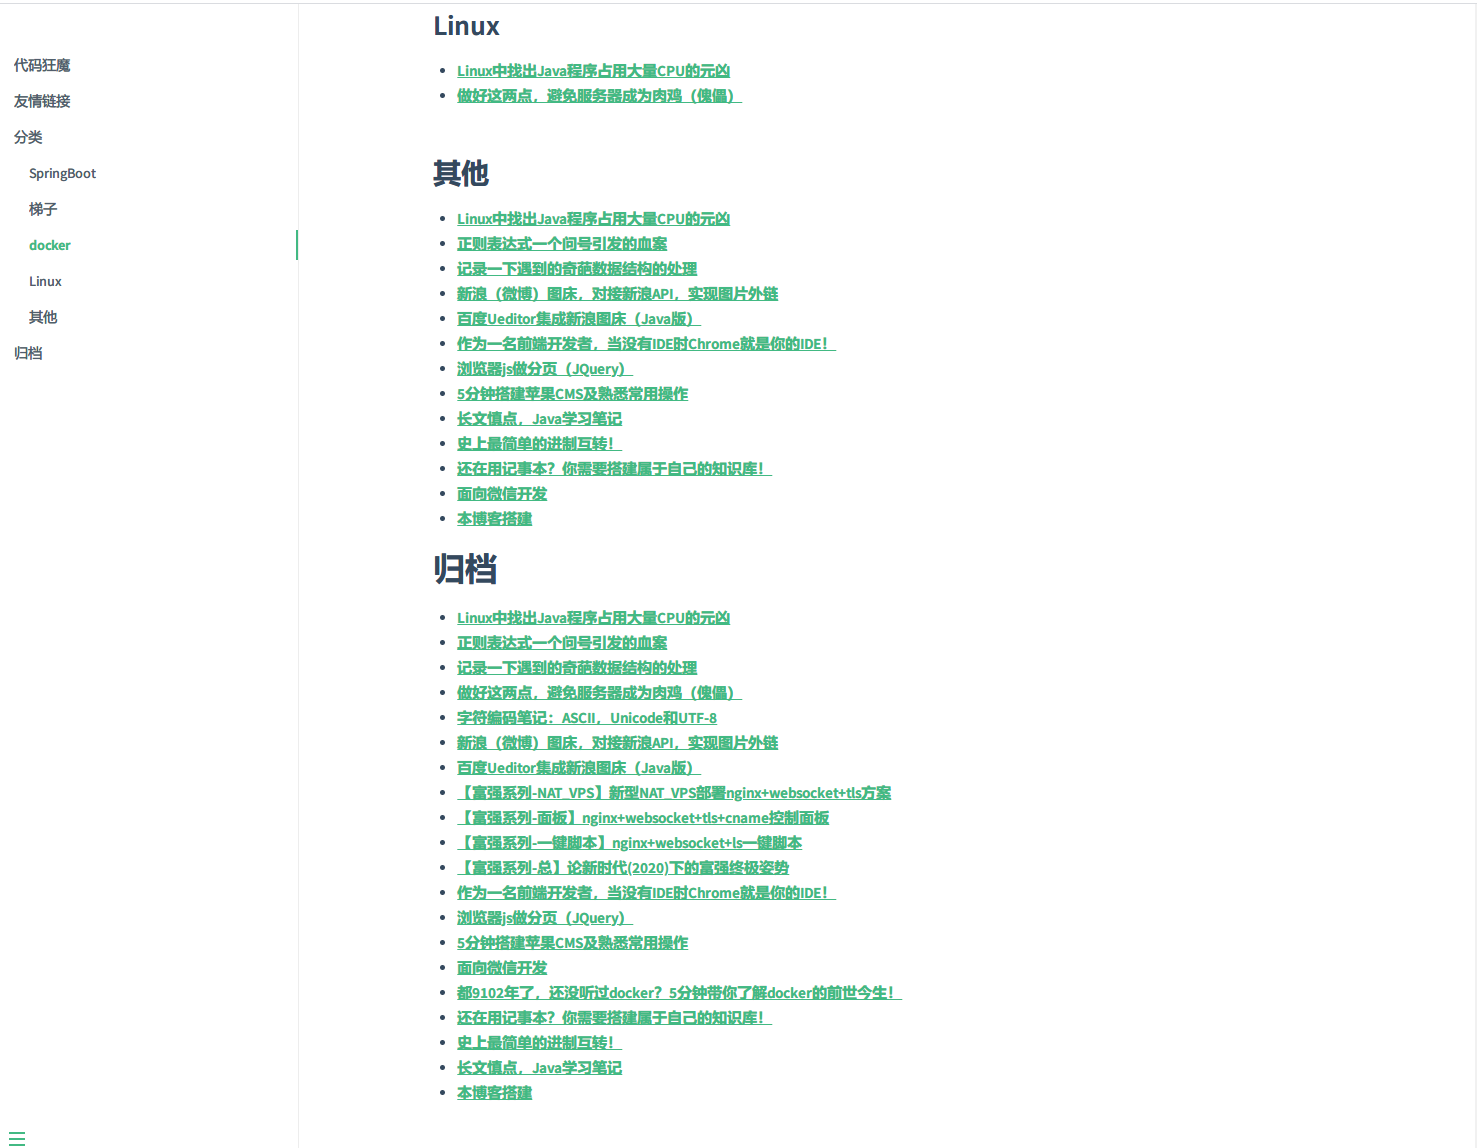 代码狂魔
友情链接
分类
SpringBoot
梯子
docker
Linux
其他
归档
Linux
Linux中找出Java程序占用大量CPU的元凶
做好这两点，避免服务器成为肉鸡（傀儡）
其他
Linux中找出Java程序占用大量CPU的元凶
正则表达式一个问号引发的血案
记录一下遇到的奇葩数据结构的处理
新浪（微博）图床，对接新浪API，实现图片外链
百度Ueditor集成新浪图床（Java版）
作为一名前端开发者，当没有IDE时Chrome就是你的IDE！
浏览器js做分页（JQuery）
5分钟搭建苹果CMS及熟悉常用操作
长文慎点，Java学习笔记
史上最简单的进制互转！
还在用记事本？你需要搭建属于自己的知识库！
面向微信开发
本博客搭建
归档
Linux中找出Java程序占用大量CPU的元凶
正则表达式一个问号引发的血案
记录一下遇到的奇葩数据结构的处理
做好这两点，避免服务器成为肉鸡（傀儡）
字符编码笔记：ASCII，Unicode和UTF-8
新浪（微博）图床，对接新浪API，实现图片外链
百度Ueditor集成新浪图床（Java版）
【富强系列-NAT_VPS】新型NAT_VPS部署nginx+websocket+tls方案
【富强系列-面板】nginx+websocket+tls+cname控制面板
【富强系列-一键脚本】nginx+websocket+ls一键脚本
【富强系列-总】论新时代(2020)下的富强终极姿势
作为一名前端开发者，当没有IDE时Chrome就是你的IDE！
浏览器js做分页（JQuery）
5分钟搭建苹果CMS及熟悉常用操作
面向微信开发
都9102年了，还没听过docker？5分钟带你了解docker的前世今生！
还在用记事本？你需要搭建属于自己的知识库！
史上最简单的进制互转！
长文慎点，Java学习笔记
本博客搭建